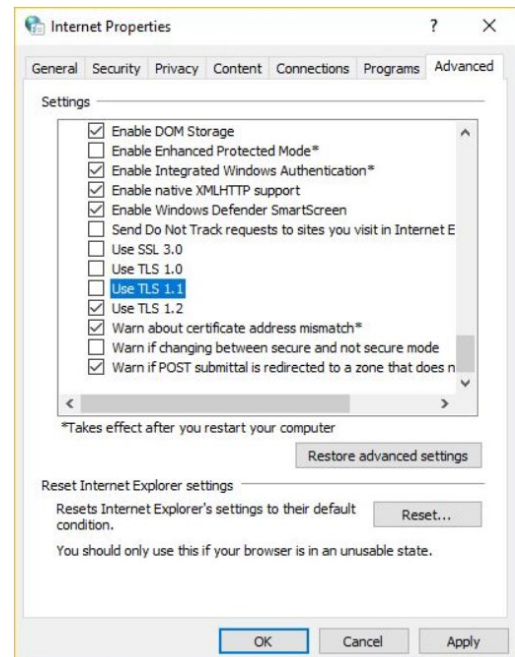 Internet Properties
? ×
General Security Privacy Content Connections Programs Advanced
Settings
Enable DOM Storage
Enable Enhanced Protected Mode*
Enable Integrated Windows Authentication*
Enable native XMLHTTP support
Enable Windows Defender SmartScreen
Send Do Not Track requests to sites you visit in Internet E
Use SSL 3.0
Use TLS 1.0
Use TLS 1.1
Use TLS 1.2
Warn about certificate address mismatch*
Warn if changing between secure and not secure mode
Warn if POST submittal is redirected to a zone that does n
*Takes effect after you restart your computer
Restore advanced settings
Reset Internet Explorer settings
Resets Internet Explorer's settings to their default
condition.
Reset...
You should only use this if your browser is in an unusable state.
OK Cancel Apply